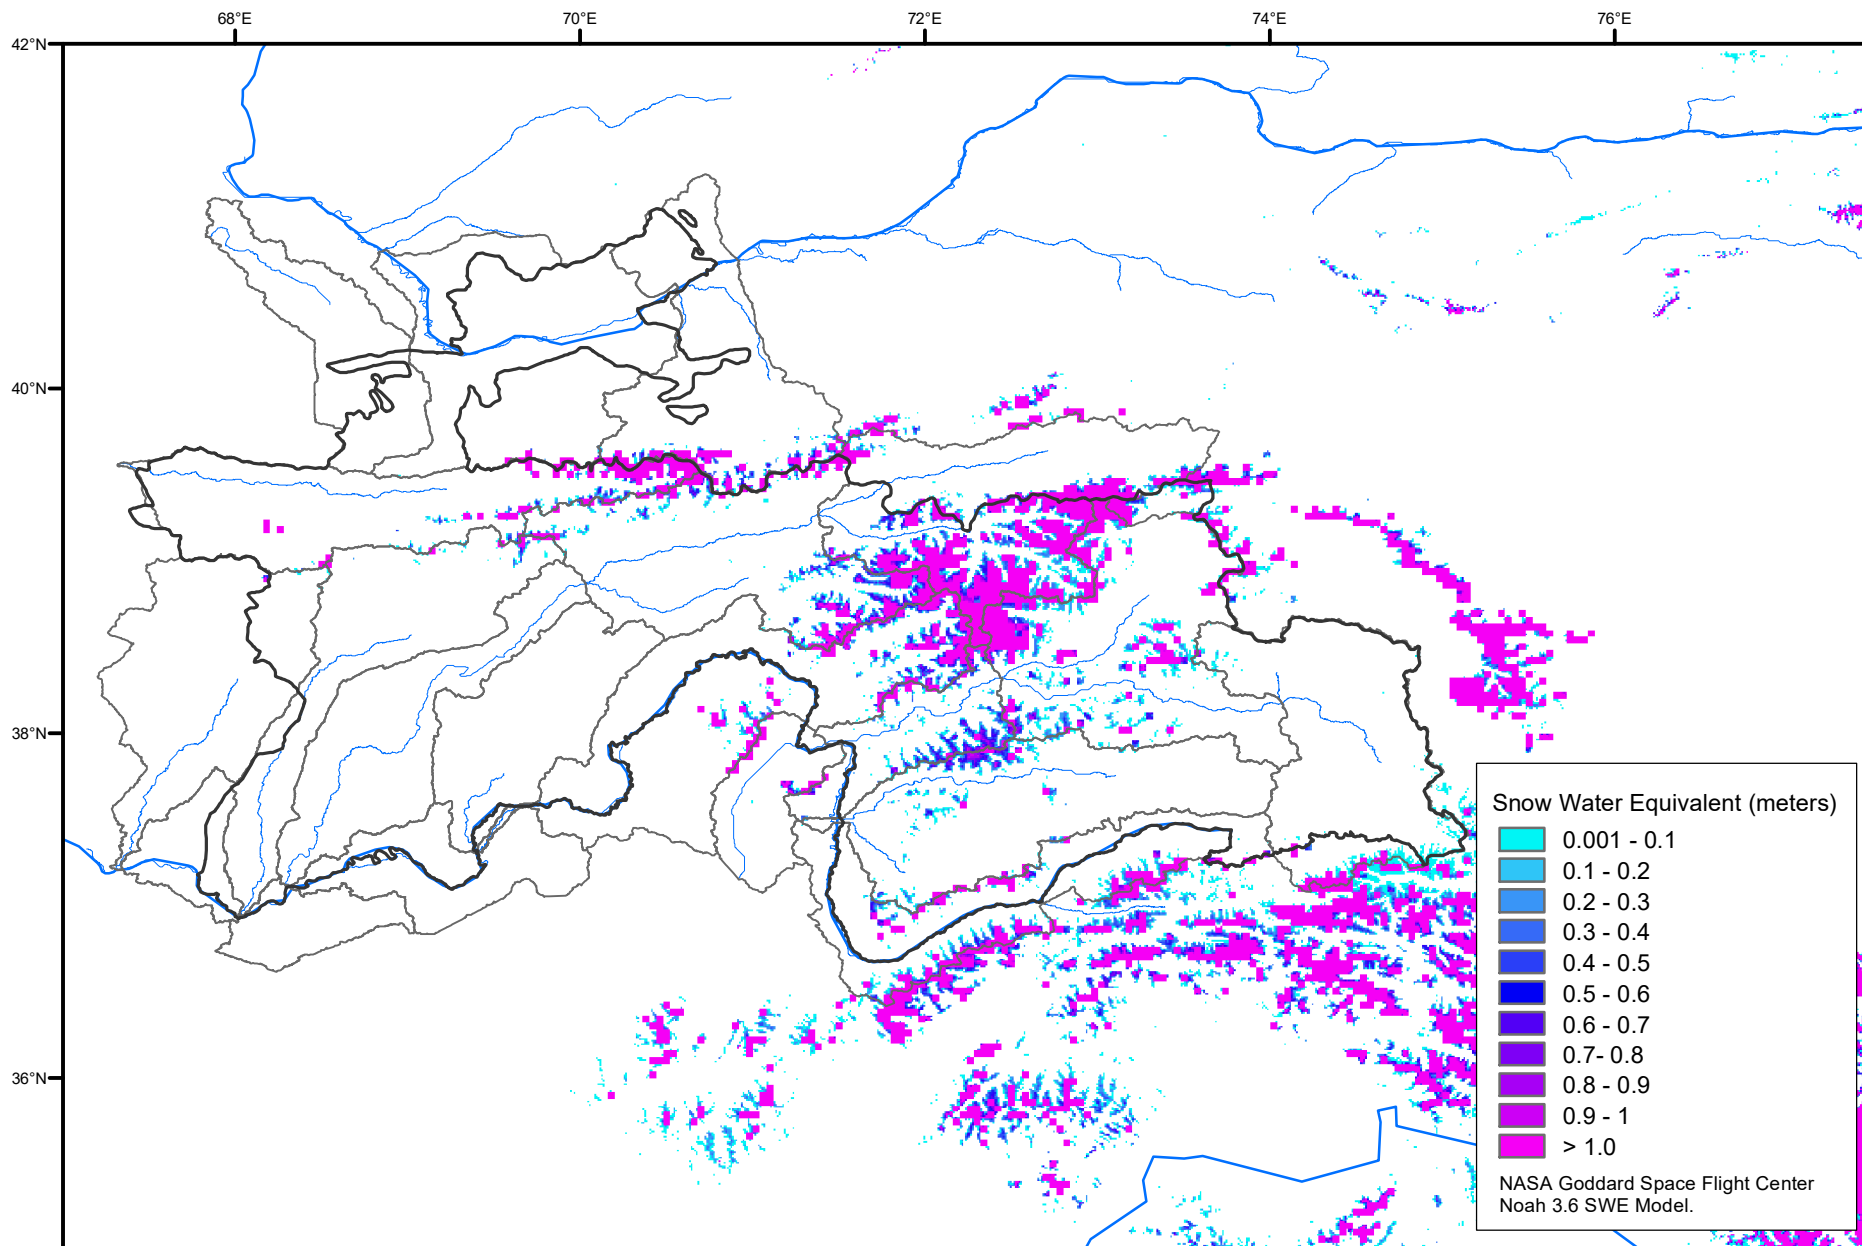 68°E 70°E 72°E 74°E 76°E
42°N
40°N
38°N
36°N
Snow Water Equivalent (meters)
0.001 - 0.1
0.1 - 0.2
0.2 - 0.3
0.3 - 0.4
0.4 - 0.5
0.5 - 0.6
0.6 - 0.7
0.7- 0.8
0.8 - 0.9
0.9 - 1
> 1.0
NASA Goddard Space Flight Center
Noah 3.6 SWE Model.